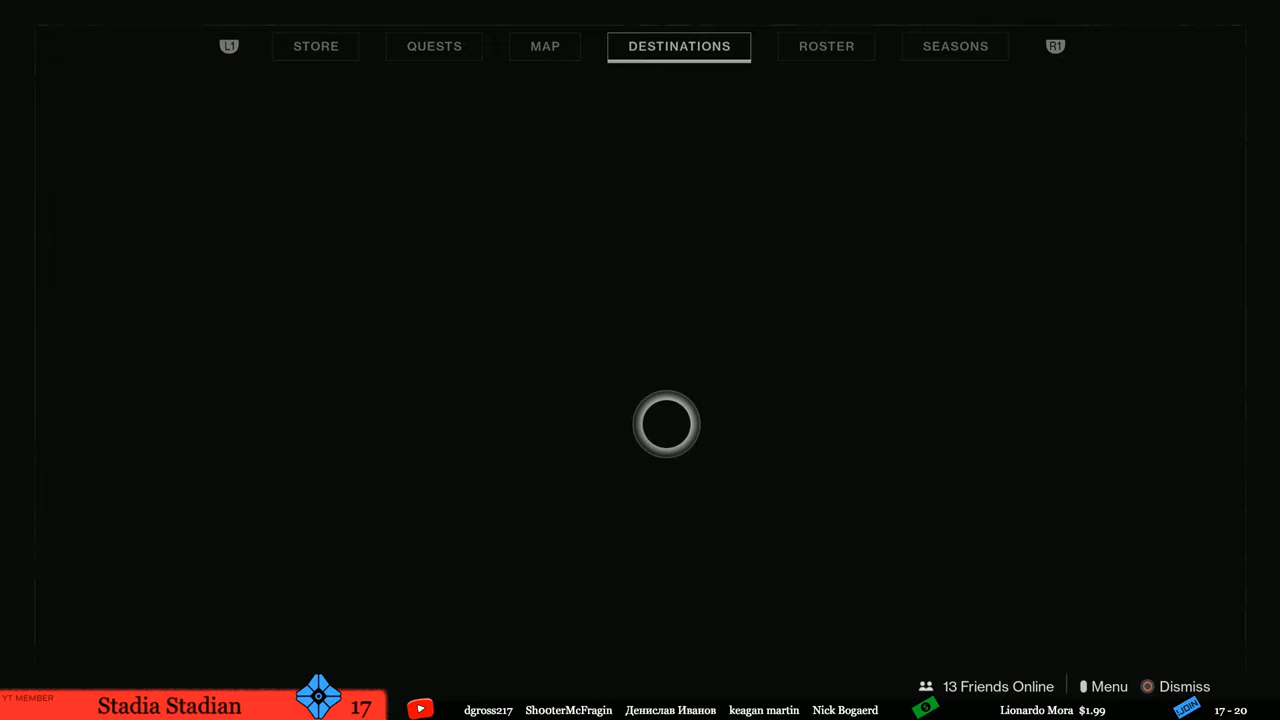 L1 STORE QUESTS MAP DESTINATIONS ROSTER SEASONS R1
13 Friends Online Menu Dismiss
YT MEMBER
Stadia Stadian 17 dgross217 ShooterMcFragin Денислав Иванов keagan martin Nick Bogaerd $ Lionardo Mora $1.99 JOIN 17 - 20